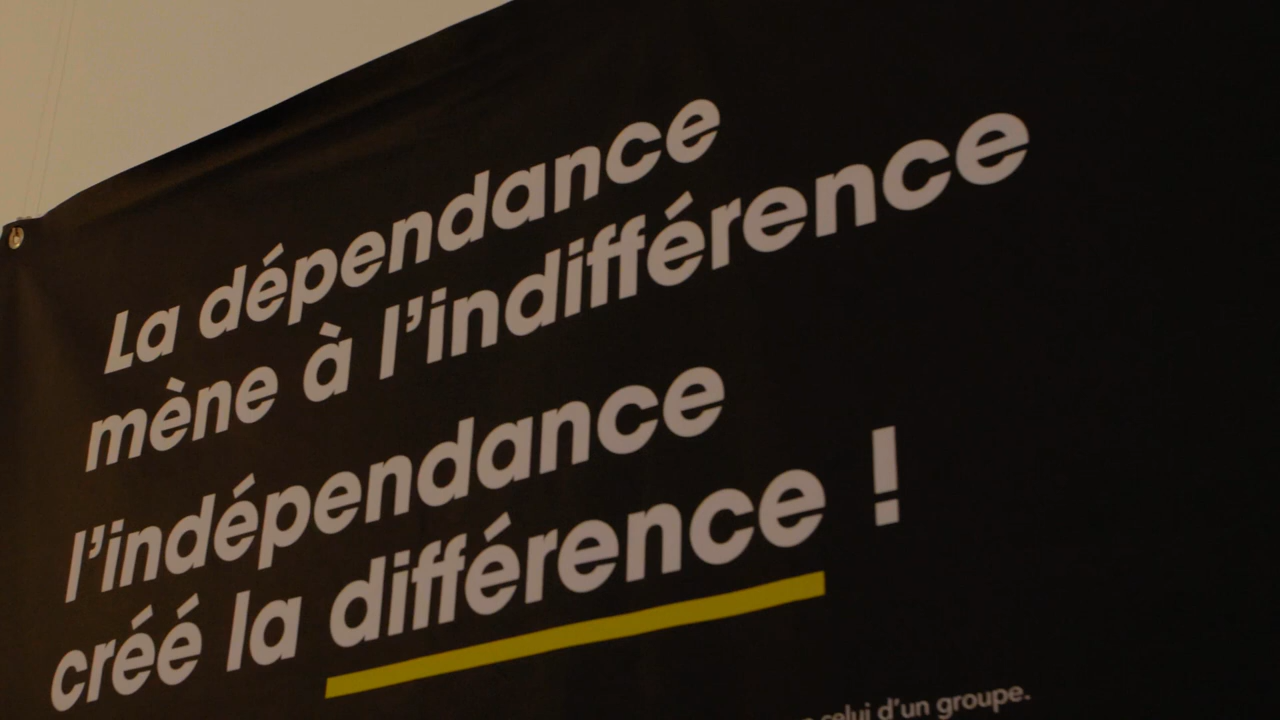 La dépendance
mène à l'indifférence
l'indépendance
créé la différence !
celui d'un groupe.